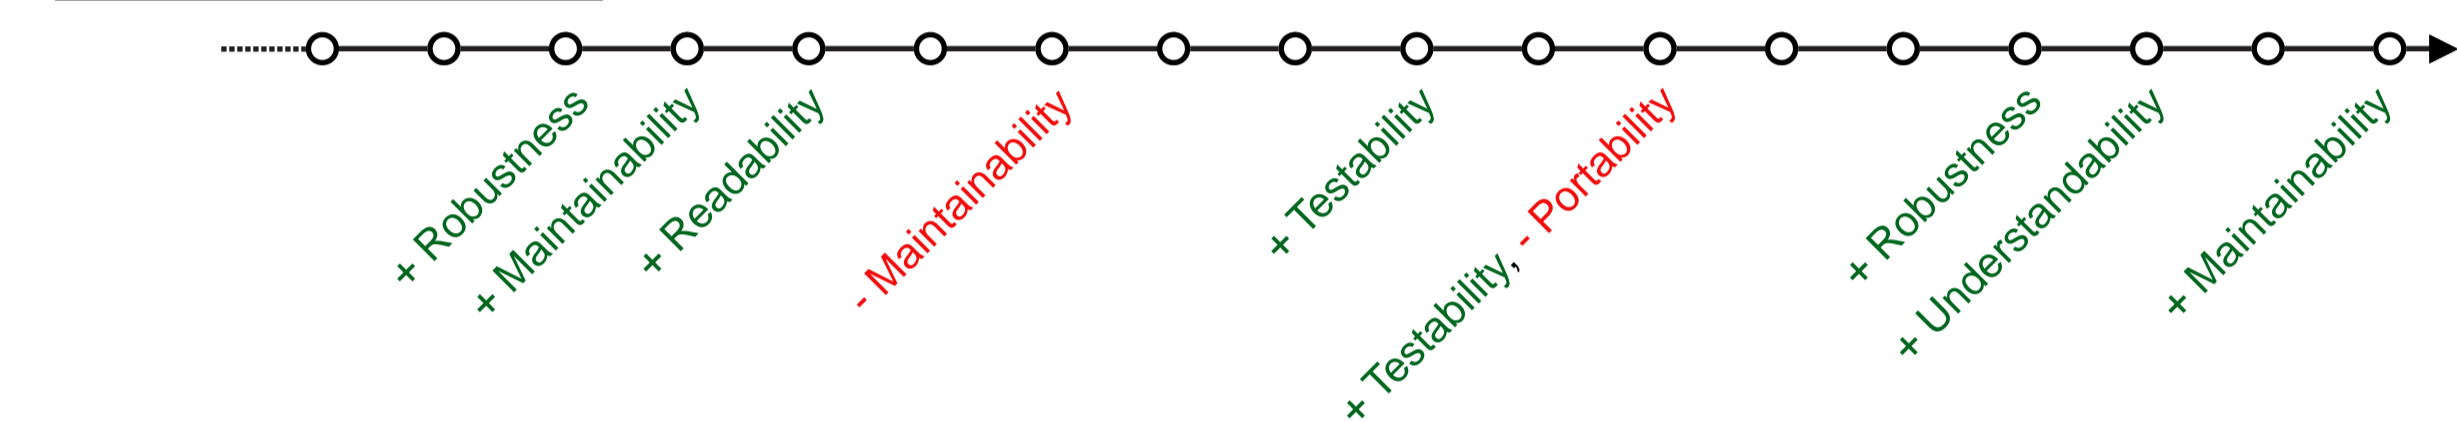 + Robustness
+ Maintainability
+ Readability
- Maintainability
+ Testability
+ Testability, - Portability
+ Robustness
+ Understandability
+ Maintainability